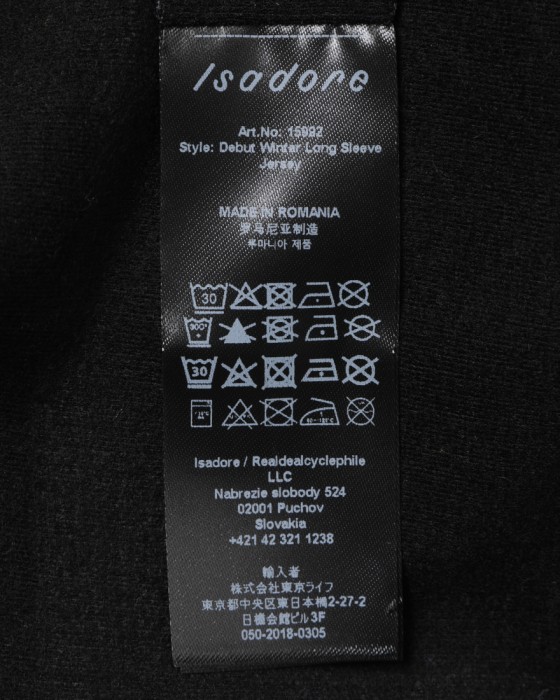 Isadore
Art.No: 15992
Style: Debut Winter Long Sleeve
Jersey
MADE IN ROMANIA
罗马尼亚制造
루마니아 제품
30
30
Isadore / Realdealcyclephile
LLC
Nabrezie slobody 524
02001 Puchov
Slovakia
+421 42 321 1238
輸入者
株式会社東京ライフ
東京都中央区東日本橋2-27-2
日機会館ビル3F
050-2018-0305